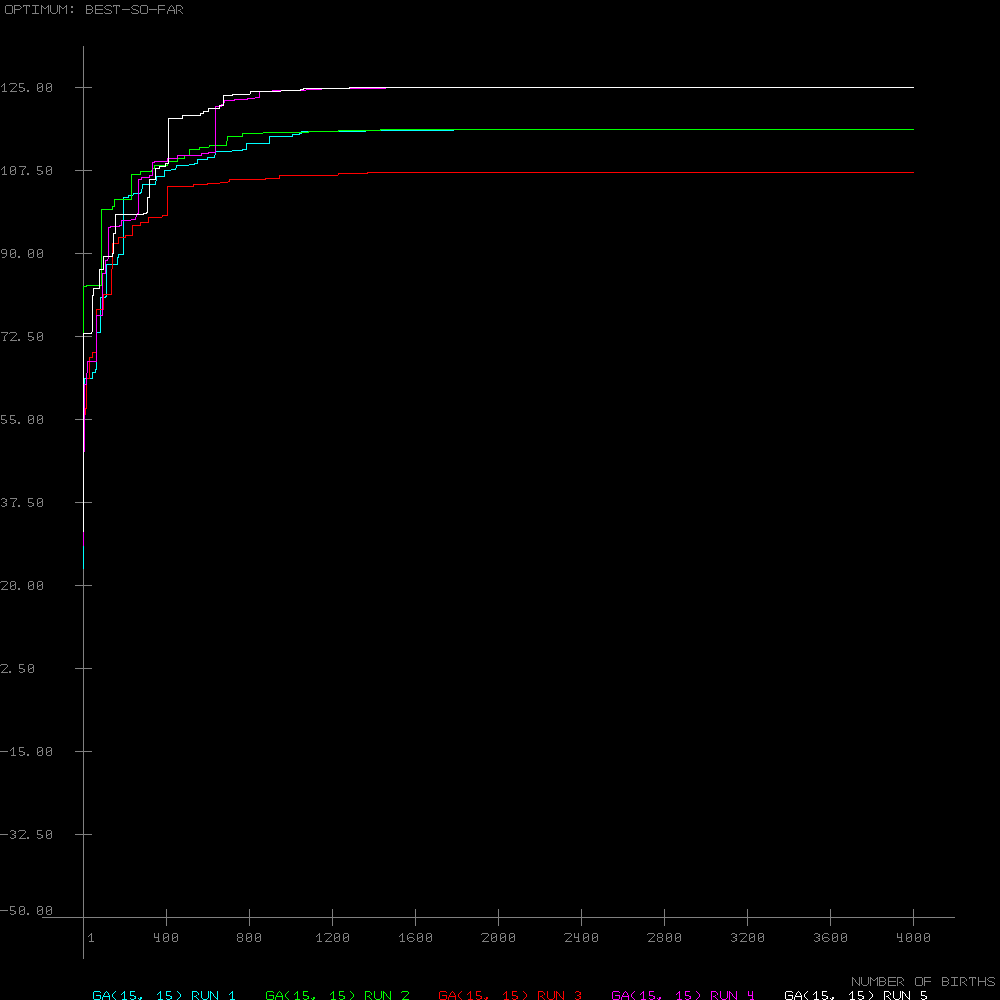 OPTIMUM: BEST-SO-FAR
125.00
107.50
90.00
72.50
55.00
37.50
20.00
2.50
-15.00
-32.50
-50.00
1 400 800 1200 1600 2000 2400 2800 3200 3600 4000
NUMBER OF BIRTHS
GA(15, 15) RUN 1 GA(15, 15) RUN 2 GA(15, 15) RUN 3 GA(15, 15) RUN 4 GA(15, 15) RUN 5